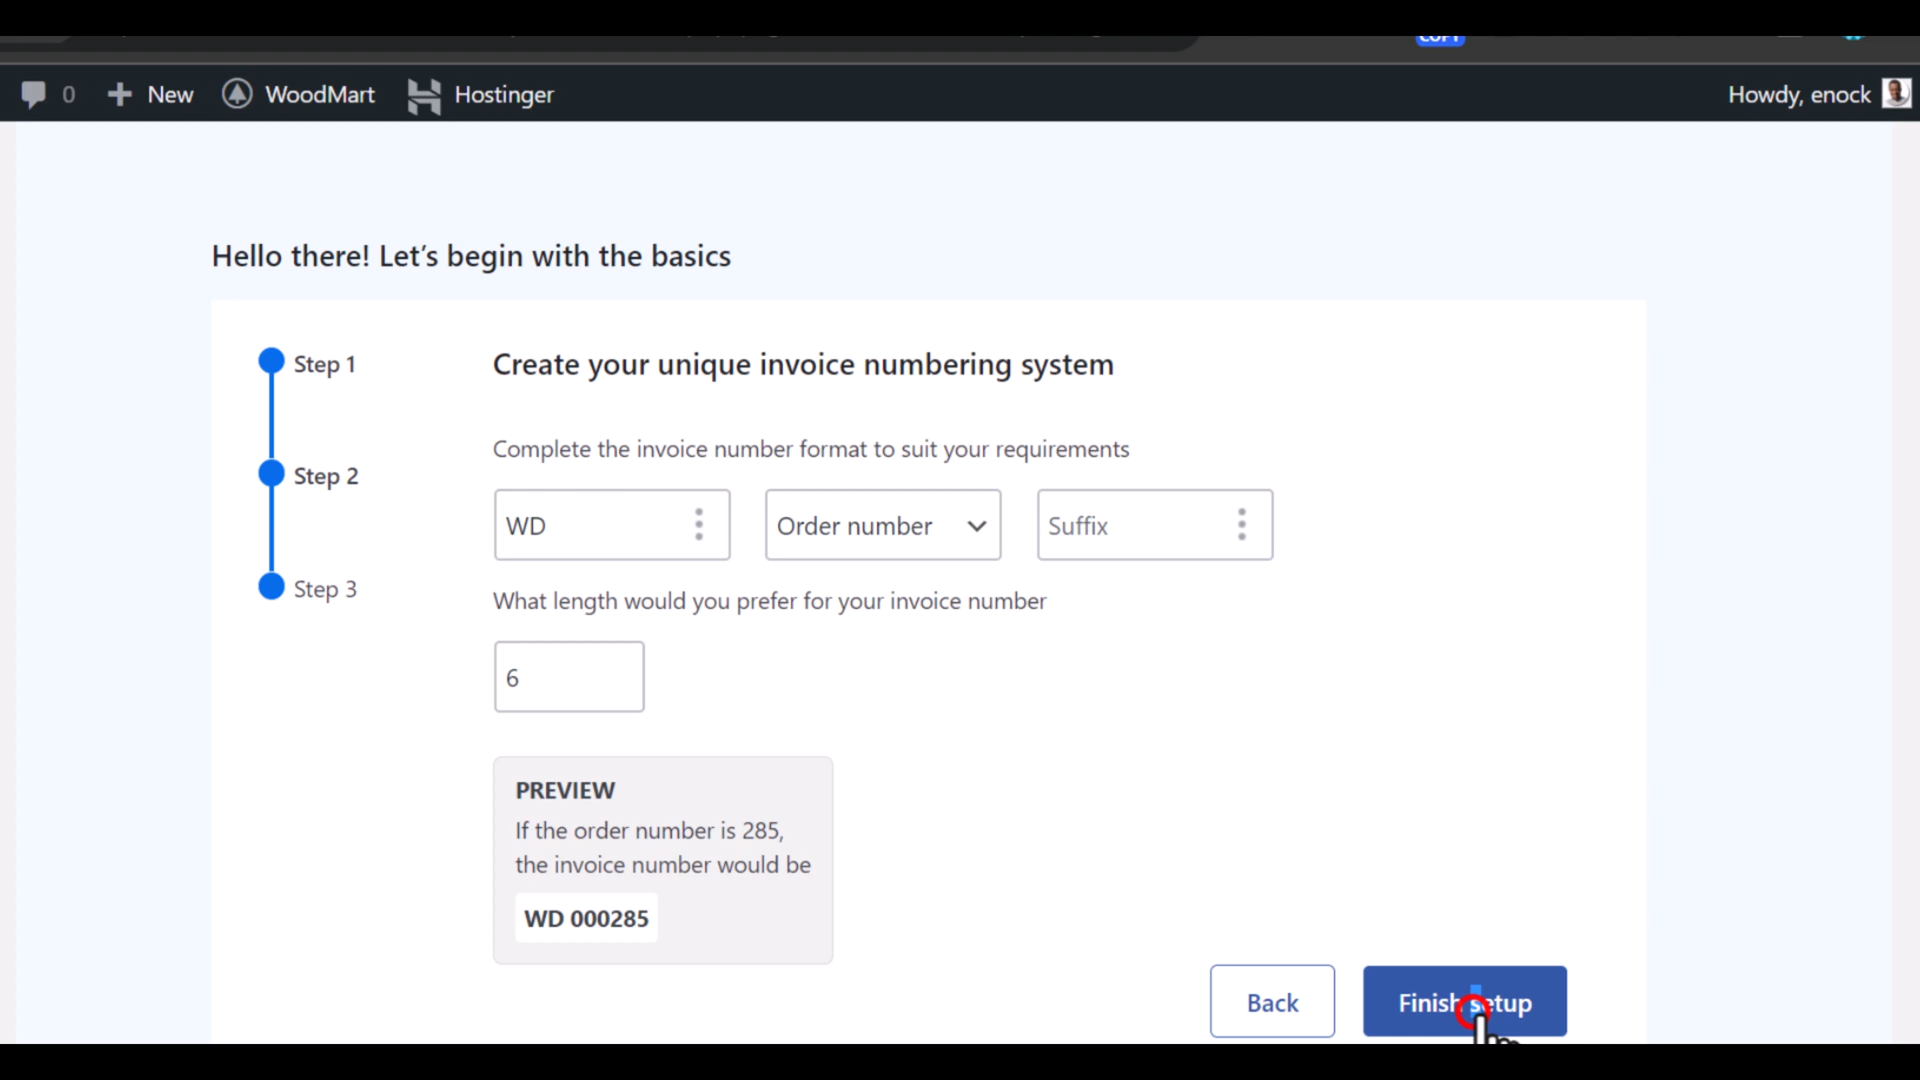 COPY
0 New WoodMart Hostinger Howdy, enock
Hello there! Let's begin with the basics
Step 1
Create your unique invoice numbering system
Complete the invoice number format to suit your requirements
Step 2
WD Order number Suffix
Step 3
What length would you prefer for your invoice number
6
PREVIEW
If the order number is 285,
the invoice number would be
WD 000285
Back Finish setup